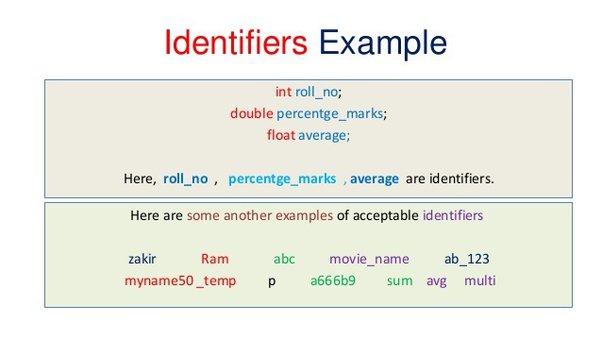 Identifiers Example
int roll_no;
double percentge_marks;
float average;
Here, roll_no , percentge_marks , average are identifiers.
Here are some another examples of acceptable identifiers
zakir Ram abc movie_name ab_123
myname50 _temp p a666b9 sum avg multi